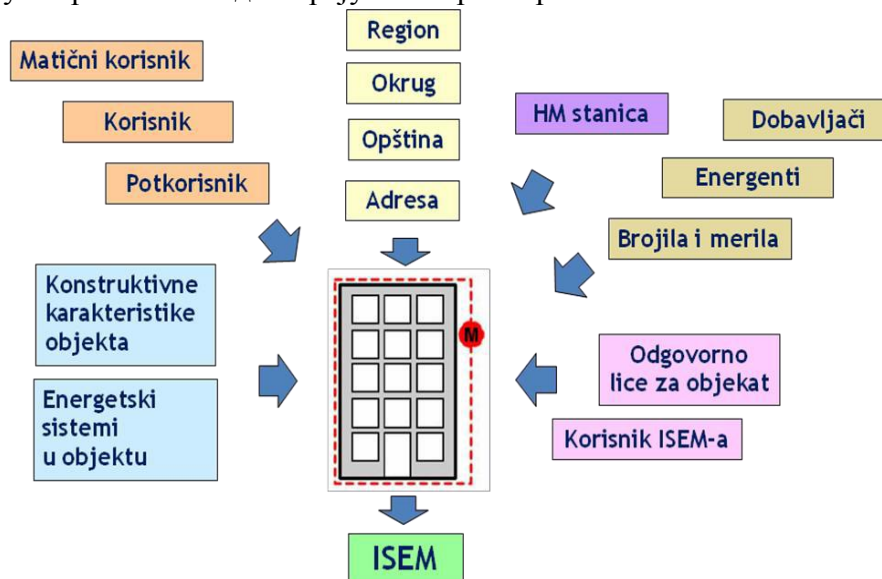 Region
Matični korisnik
Okrug
HM stanica
Dobavljači
Korisnik
Opština
Potkorisnik
Energenti
Adresa
Brojila i merila
Konstruktivne
karakteristike
objekta
M
Odgovorno
lice za objekat
Energetski
sistemi
u objektu
Korisnik ISEM-a
ISEM